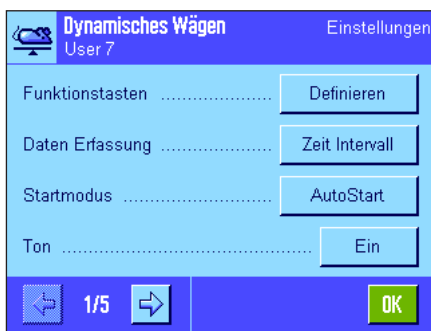 Dynamisches Wägen Einstellungen
User 7
Funktionstasten ..................... Definieren
Daten Erfassung ..................... Zeit Intervall
Startmodus ............................ AutoStart
Ton ............................................... Ein
1/5 OK